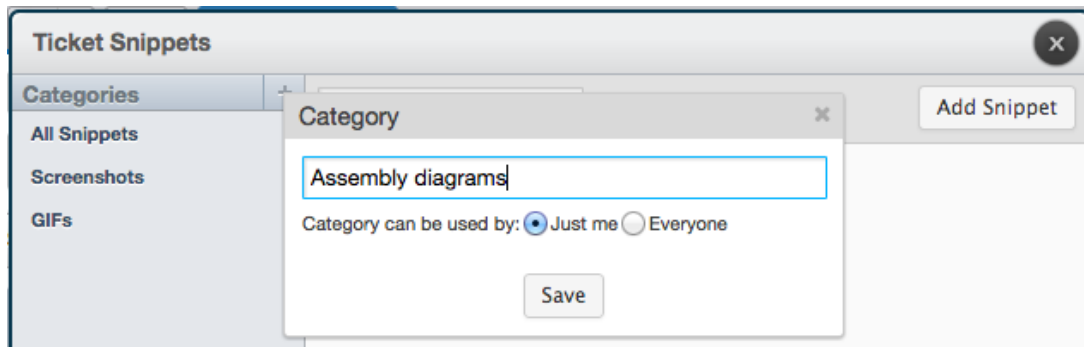 Ticket Snippets
Categories
Add Snippet
All Snippets
Screenshots
GIFs
Category
Assembly diagrams
Category can be used by: Just me Everyone
Save